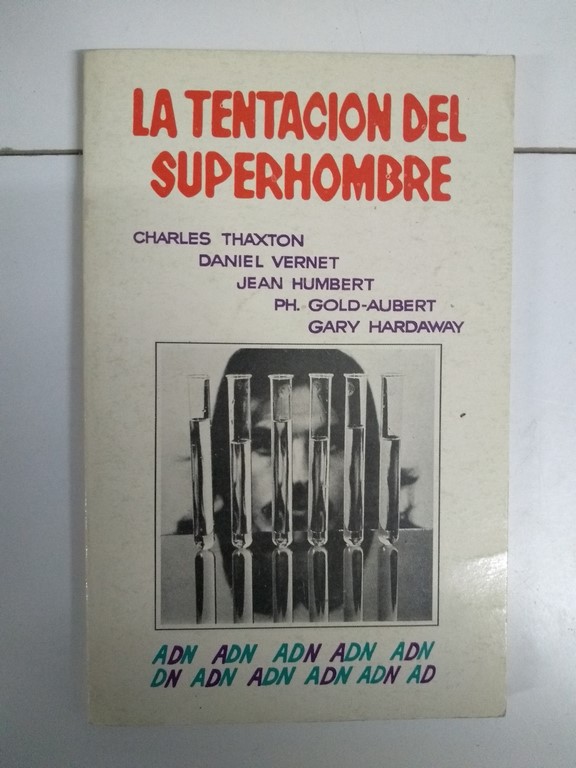 LA TENTACION DEL
SUPERHOMBRE
CHARLES THAXTON
DANIEL VERNET
JEAN HUMBERT
PH. GOLD-AUBERT
GARY HARDAWAY
ADN ADN ADN ADN ADN
DN ADN ADN ADN ADN AD